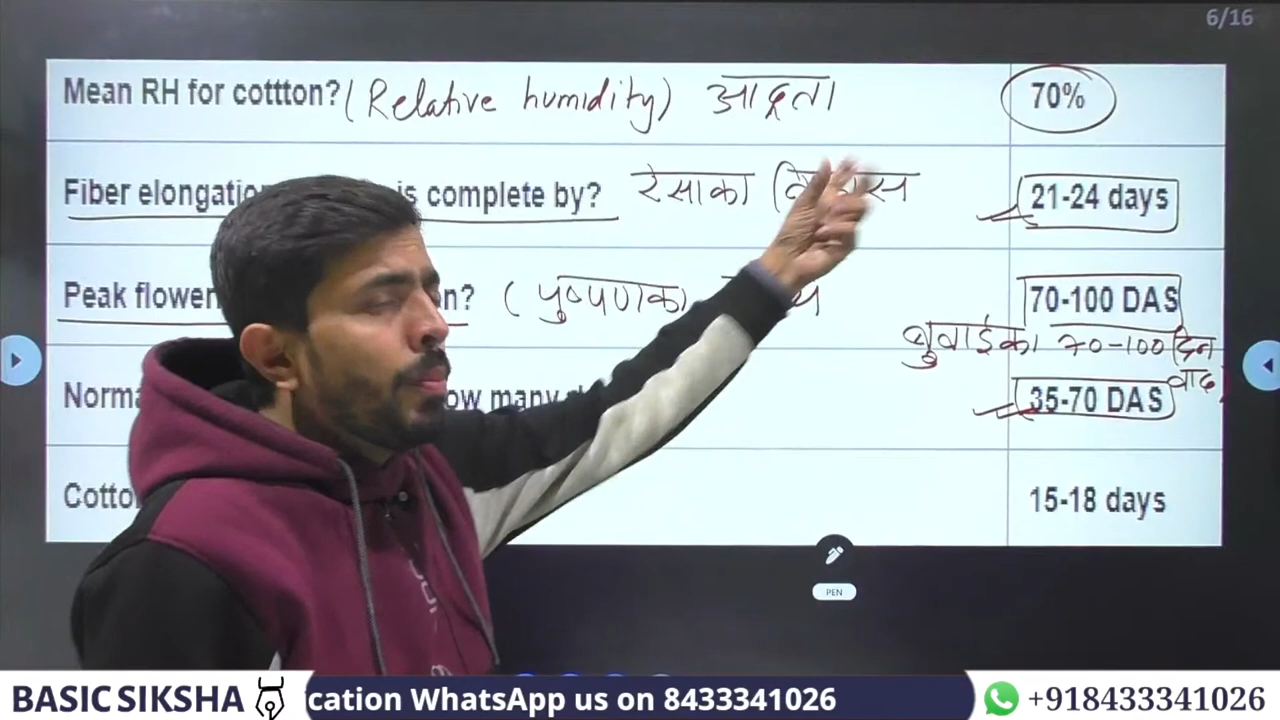 6/16
Mean RH for cottton? (Relative humidity) आद्रता 70%
Fiber elongation is complete by? रेसाका 21-24 days
Peak flower n? ( पुष्पणका 70-100 DAS
बुवाईका 70-100 दिन
बाद
Norma ow many 35-70 DAS
Cotto 15-18 days
PEN
BASIC SIKSHA cation WhatsApp us on 8433341026 +918433341026